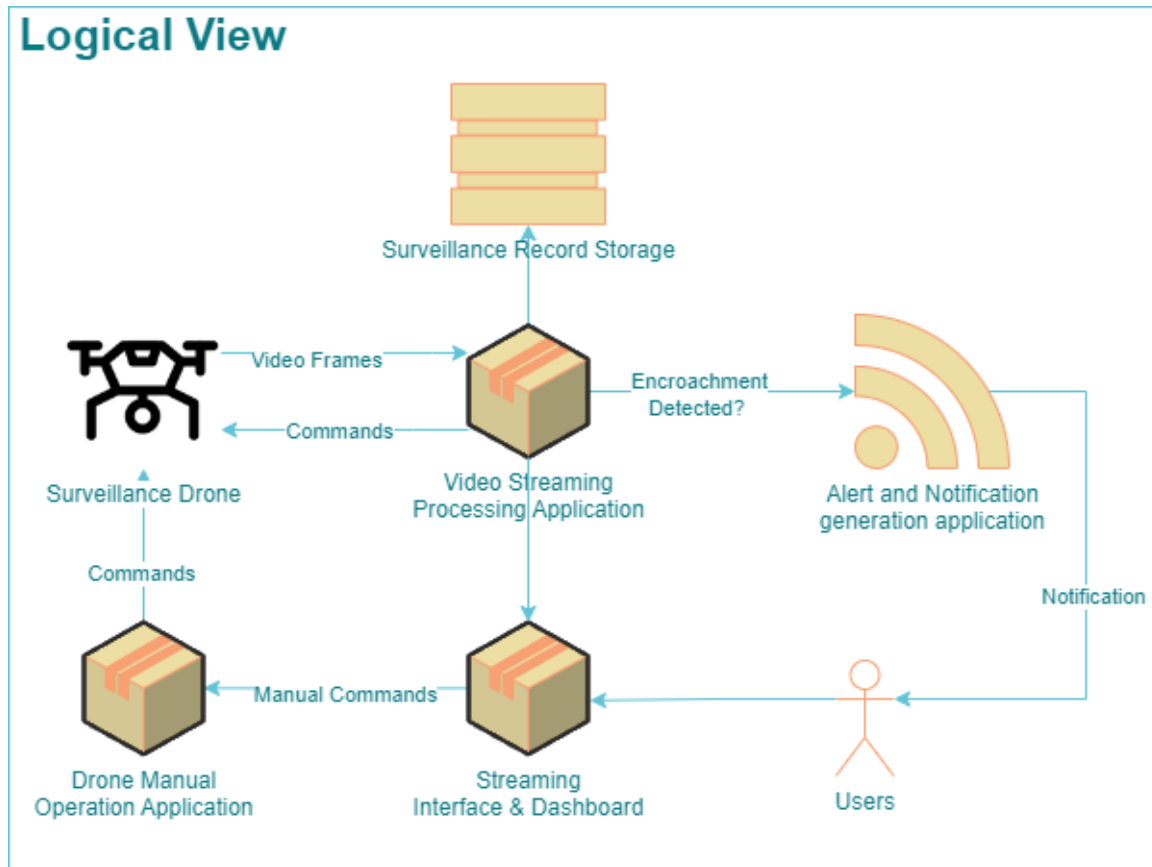 Logical View
Surveillance Record Storage
Video Frames
Encroachment
Detected?
Commands
Surveillance Drone
Video Streaming
Processing Application
Alert and Notification
generation application
Commands
Notification
Manual Commands
Drone Manual
Operation Application
Streaming
Interface & Dashboard
Users